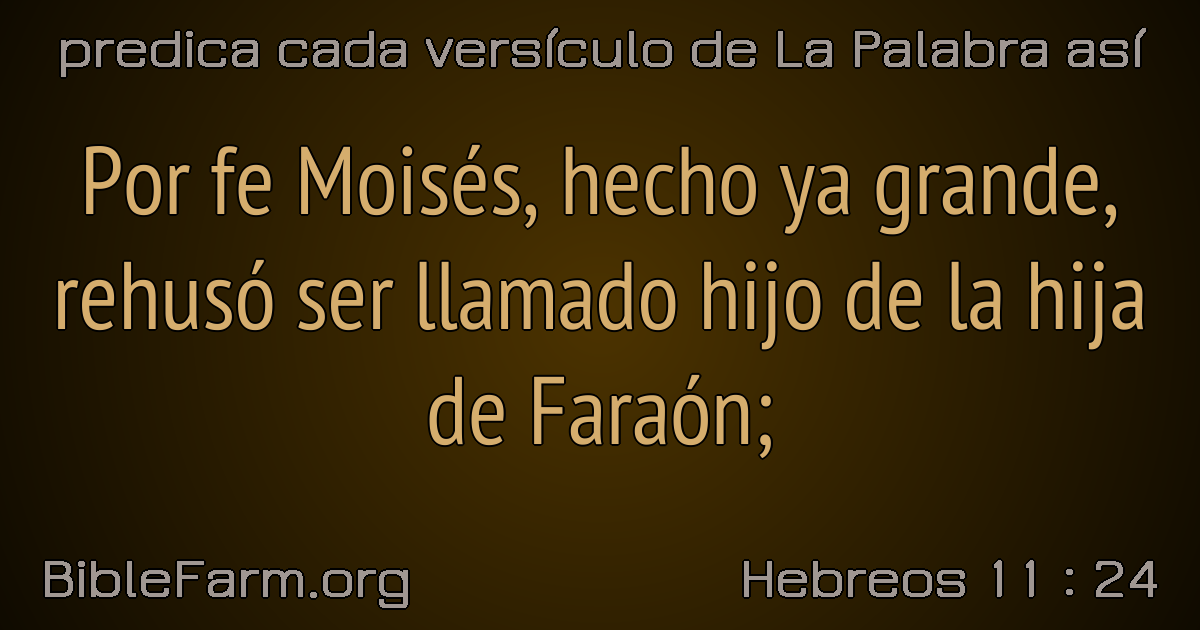 predica cada versículo de La Palabra así
Por fe Moisés, hecho ya grande,
rehusó ser llamado hijo de la hija
de Faraón;
BibleFarm.org
Hebreos 11 : 24